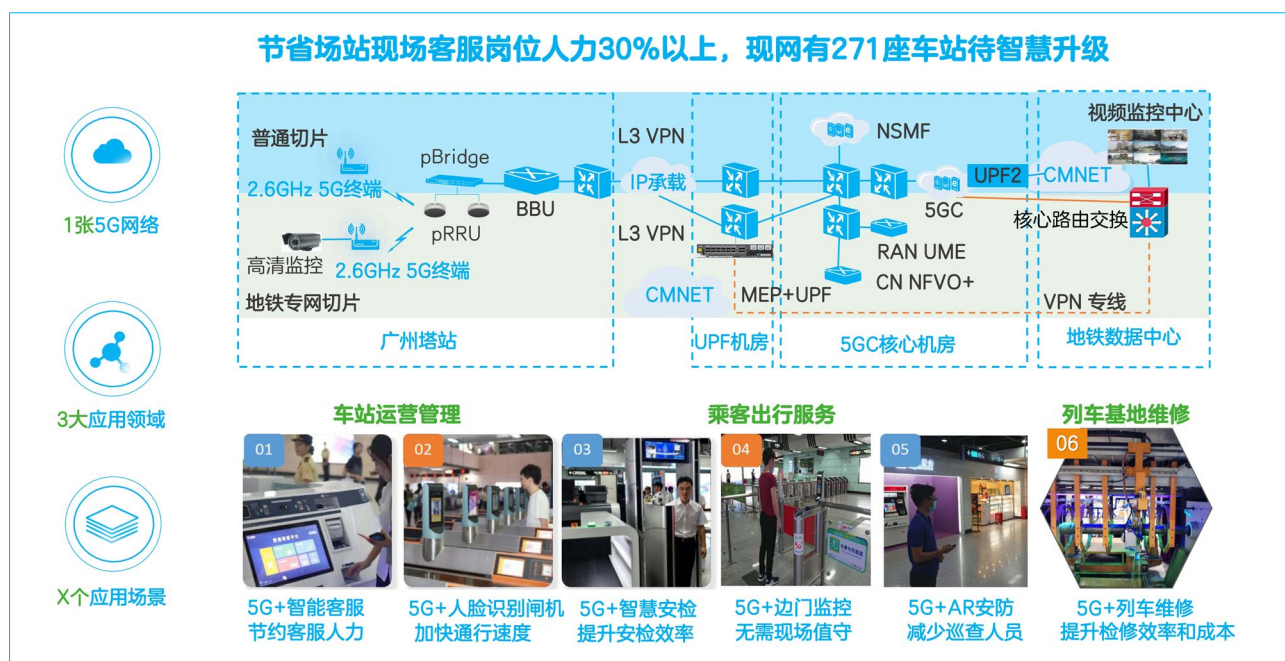 节省场站现场客服岗位人力30%以上，现网有271座车站待智慧升级
1张5G网络
3大应用领域
X个应用场景
普通切片
2.6GHz 5G终端
pBridge
pRRU
BBU
高清监控
2.6GHz 5G终端
地铁专网切片
广州塔站
L3 VPN
IP承载
L3 VPN
CMNET
MEP+UPF
UPF机房
NSMF
5GC
UPF2
RAN UME
CN NFVO+
5GC核心机房
视频监控中心
CMNET
核心路由交换
VPN 专线
地铁数据中心
车站运营管理
乘客出行服务
列车基地维修
01
02
03
04
05
06
5G+智能客服
节约客服人力
5G+人脸识别闸机
加快通行速度
5G+智慧安检
提升安检效率
5G+边门监控
无需现场值守
5G+AR安防
减少巡查人员
5G+列车维修
提升检修效率和成本